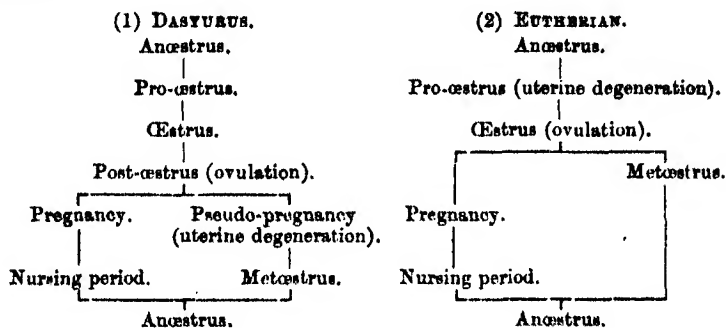 (1) DASYURUS.
Anœstrus.
Pro-œstrus.
Œstrus.
Post-œstrus (ovulation).
Pregnancy. Pseudo-pregnancy
(uterine degeneration).
Nursing period. Metœstrus.
Anœstrus.
(2) EUTHERIAN.
Anœstrus.
Pro-œstrus (uterine degeneration).
Œstrus (ovulation).
Metœstrus.
Pregnancy.
Nursing period.
Anœstrus.